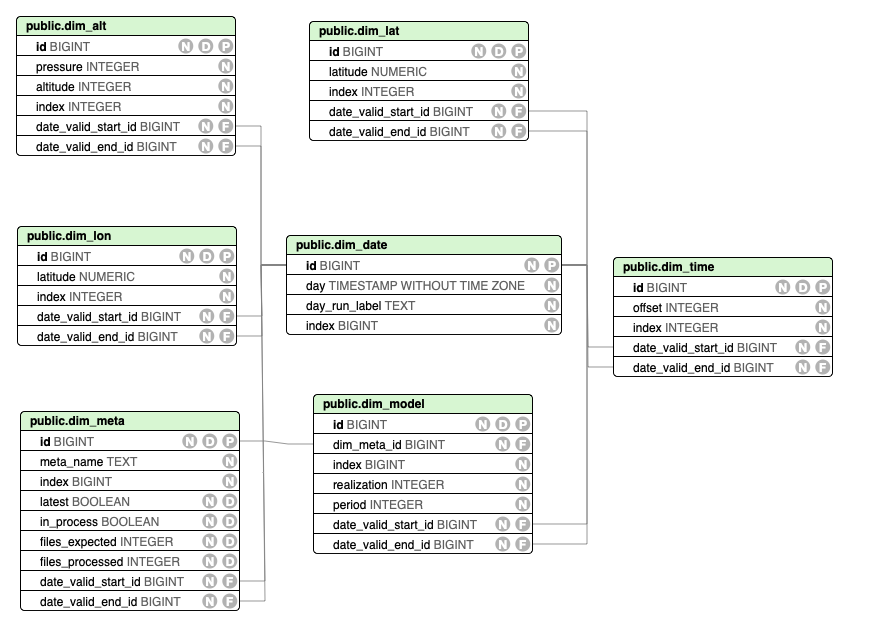 public.dim_alt
id BIGINT N D P
pressure INTEGER N
altitude INTEGER N
index INTEGER N
date_valid_start_id BIGINT N F
date_valid_end_id BIGINT N F
public.dim_lat
id BIGINT N D P
latitude NUMERIC N
index INTEGER N
date_valid_start_id BIGINT N F
date_valid_end_id BIGINT N F
public.dim_lon
id BIGINT N D P
latitude NUMERIC N
index INTEGER N
date_valid_start_id BIGINT N F
date_valid_end_id BIGINT N F
public.dim_date
id BIGINT N P
day TIMESTAMP WITHOUT TIME ZONE N
day_run_label TEXT N
index BIGINT N
public.dim_time
id BIGINT N D P
offset INTEGER N
index INTEGER N
date_valid_start_id BIGINT N F
date_valid_end_id BIGINT N F
public.dim_meta
id BIGINT N D P
meta_name TEXT N
index BIGINT N
latest BOOLEAN N D
in_process BOOLEAN N D
files_expected INTEGER N D
files_processed INTEGER N D
date_valid_start_id BIGINT N F
date_valid_end_id BIGINT N F
public.dim_model
id BIGINT N D P
dim_meta_id BIGINT N F
index BIGINT N
realization INTEGER N
period INTEGER N
date_valid_start_id BIGINT N F
date_valid_end_id BIGINT N F